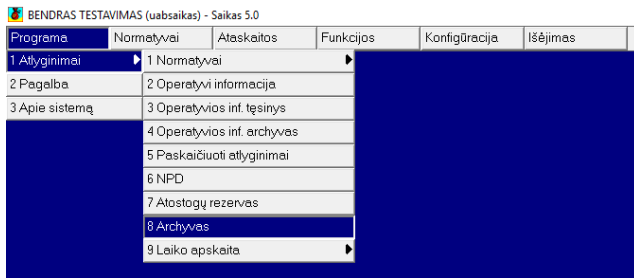 BENDRAS TESTAVIMAS (uabsaikas) - Saikas 5.0
Programa Normatyvai Ataskaitos Funkcijos Konfigūracija Išėjimas
1 Atlyginimai 1 Normatyvai
2 Pagalba 2 Operatyvi informacija
3 Apie sistemą 3 Operatyvios inf. tęsinys
4 Operatyvios inf. archyvas
5 Paskaičiuoti atlyginimai
6 NPD
7 Atostogų rezervas
8 Archyvas
9 Laiko apskaita